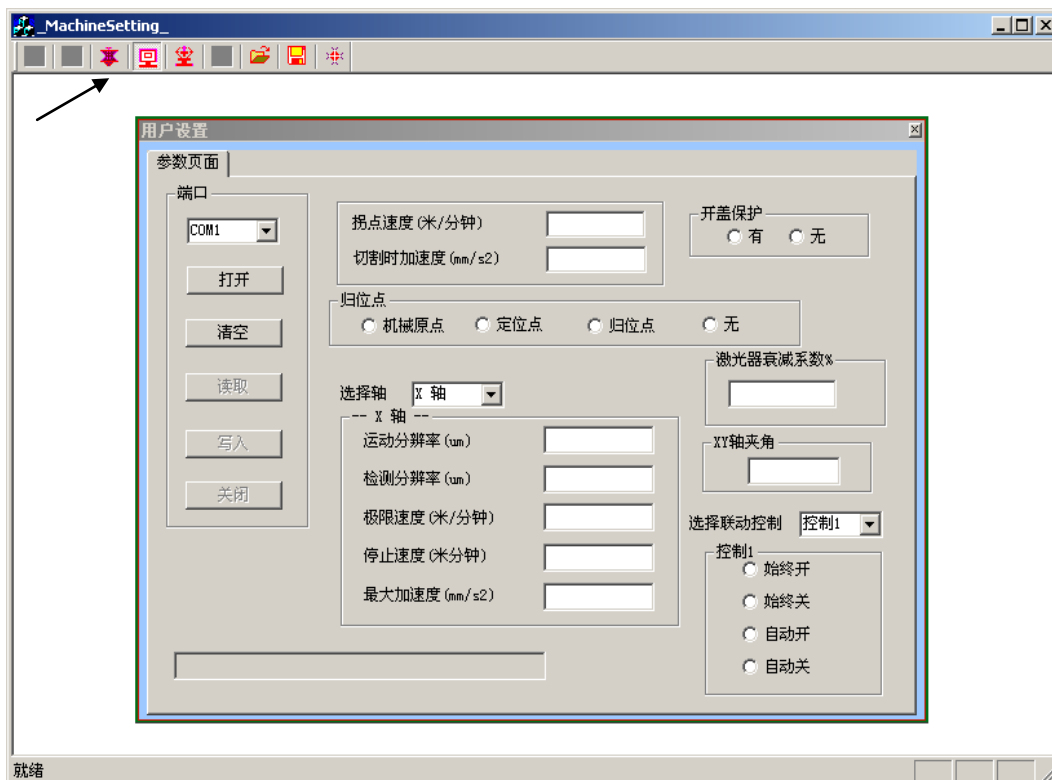 _MachineSetting_
用户设置
参数页面
端口
COM1
打开
清空
读取
写入
关闭
拐点速度(米/分钟)
切割时加速度(mm/s2)
开盖保护
有 无
归位点
机械原点 定位点 归位点 无
选择轴 X 轴
-- X 轴 --
运动分辨率(um)
检测分辨率(um)
极限速度(米/分钟)
停止速度(米分钟)
最大加速度(mm/s2)
激光器衰减系数%
XY轴夹角
选择联动控制 控制1
控制1
始终开
始终关
自动开
自动关
就绪